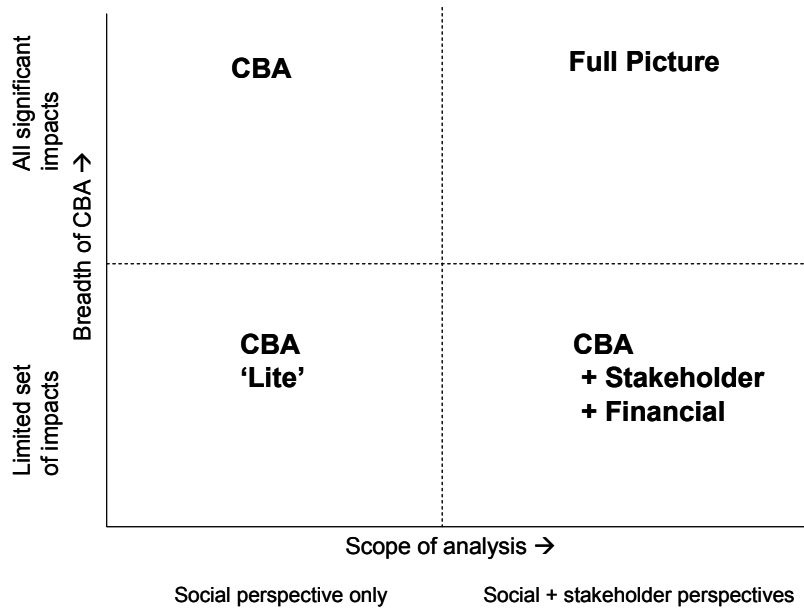 All significant
impacts
Breadth of CBA →
Limited set
of impacts
CBA
Full Picture
CBA
‘Lite’
CBA
+ Stakeholder
+ Financial
Scope of analysis →
Social perspective only
Social + stakeholder perspectives